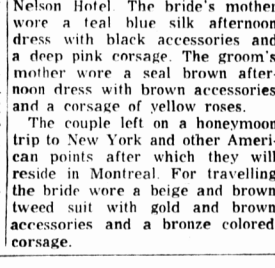 Nelson Hotel. The bride's mother
wore a teal blue silk afternoon
dress with black accessories and
a deep pink corsage. The groom's
mother wore a seal brown after-
noon dress with brown accessories
and a corsage of yellow roses.
The couple left on a honeymoon
trip to New York and other Ameri-
can points after which they will
reside in Montreal. For travelling
the bride wore a beige and brown
tweed suit with gold and brown
accessories and a bronze colored
corsage.